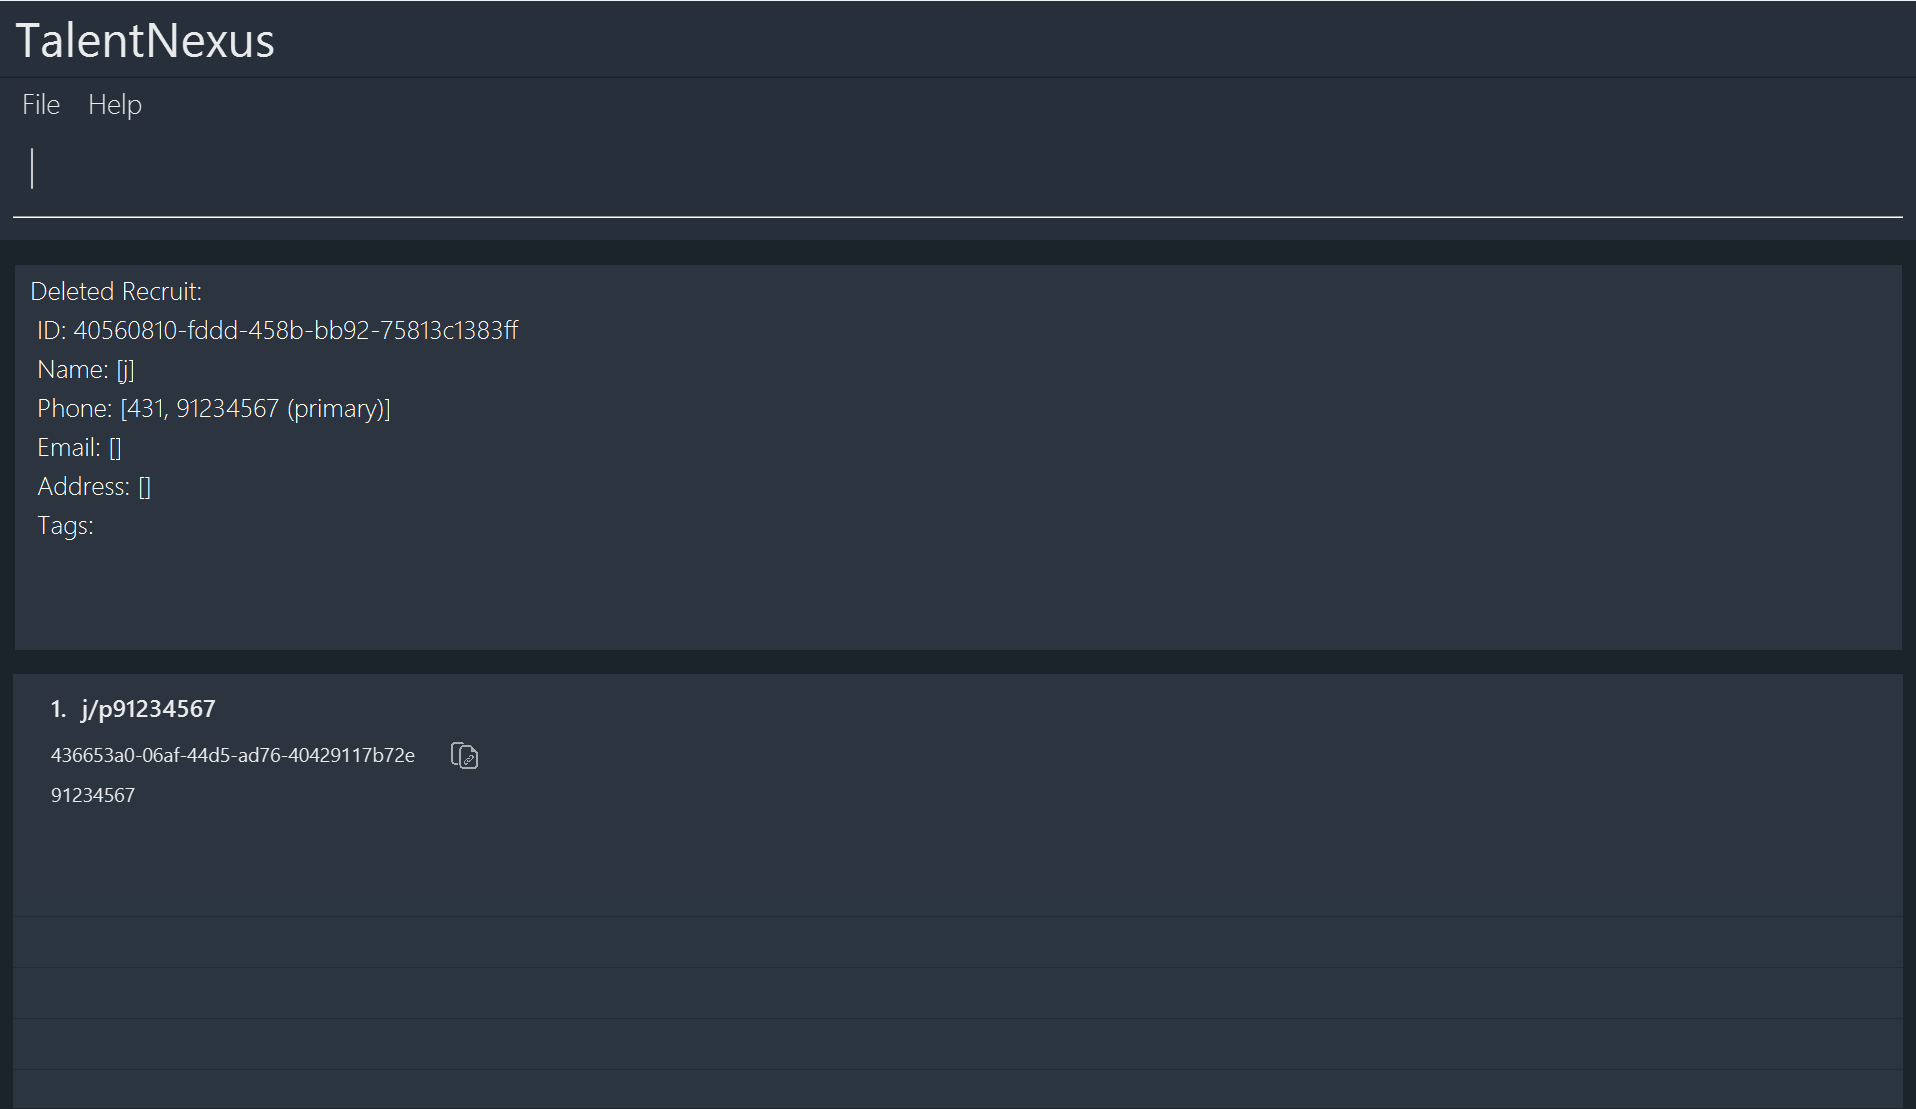 TalentNexus
File Help
Deleted Recruit:
ID: 40560810-fddd-458b-bb92-75813c1383ff
Name: [j]
Phone: [431, 91234567 (primary)]
Email: []
Address: []
Tags:
1. j/p91234567
436653a0-06af-44d5-ad76-40429117b72e
91234567